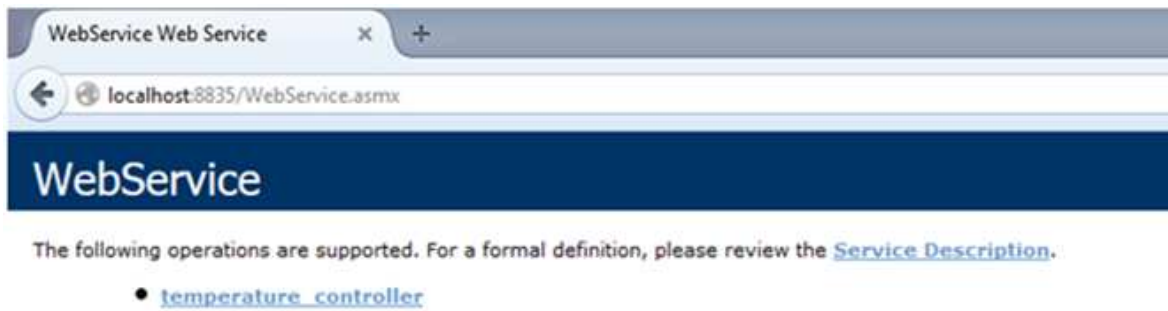 WebService Web Service
localhost:8835/WebService.asmx
WebService
The following operations are supported. For a formal definition, please review the Service Description.
temperature_controller